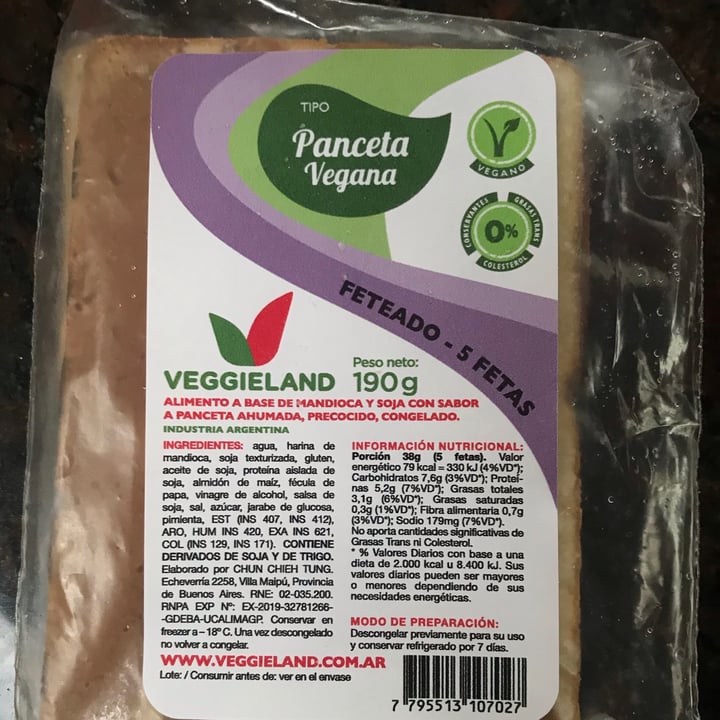 TIPO
Panceta
Vegana
VEGANO
CONSERVANTES
GRASAS TRANS
0%
COLESTEROL
FETEADO - 5 FETAS
VEGGIELAND
Peso neto:
190g
ALIMENTO A BASE DE MANDIOCA Y SOJA CON SABOR
A PANCETA AHUMADA, PRECOCIDO, CONGELADO.
INDUSTRIA ARGENTINA
INGREDIENTES: agua, harina de
mandioca, soja texturizada, gluten,
aceite de soja, proteína aislada de
soja, almidón de maíz, fécula de
papa, vinagre de alcohol, salsa de
soja, sal, azúcar, jarabe de glucosa,
pimienta, EST (INS 407, INS 412),
ARO, HUM INS 420, EXA INS 621,
COL (INS 129, INS 171). CONTIENE
DERIVADOS DE SOJA Y DE TRIGO.
Elaborado por CHUN CHIEH TUNG.
Echeverría 2258, Villa Maipú, Provincia
de Buenos Aires. RNE: 02-035.200.
RNPA EXP Nº: EX-2019-32781266-
-GDEBA-UCALIMAGP. Conservar en
freezer a – 18º C. Una vez descongelado
no volver a congelar.
INFORMACIÓN NUTRICIONAL:
Porción 38g (5 fetas). Valor
energético 79 kcal = 330 kJ (4%VD*);
Carbohidratos 7,6g (3%VD*); Proteí-
nas 5,2g (7%VD*); Grasas totales
3,1g (6%VD*); Grasas saturadas
0,3g (1%VD*); Fibra alimentaria 0,7g
(3%VD*); Sodio 179mg (7%VD*).
No aporta cantidades significativas de
Grasas Trans ni Colesterol.
* % Valores Diarios con base a una
dieta de 2.000 kcal u 8.400 kJ. Sus
valores diarios pueden ser mayores
o menores dependiendo de sus
necesidades energéticas.
MODO DE PREPARACIÓN:
Descongelar previamente para su uso
y conservar refrigerado por 7 días.
WWW.VEGGIELAND.COM.AR
Lote: / Consumir antes de: ver en el envase
7 795513 107027